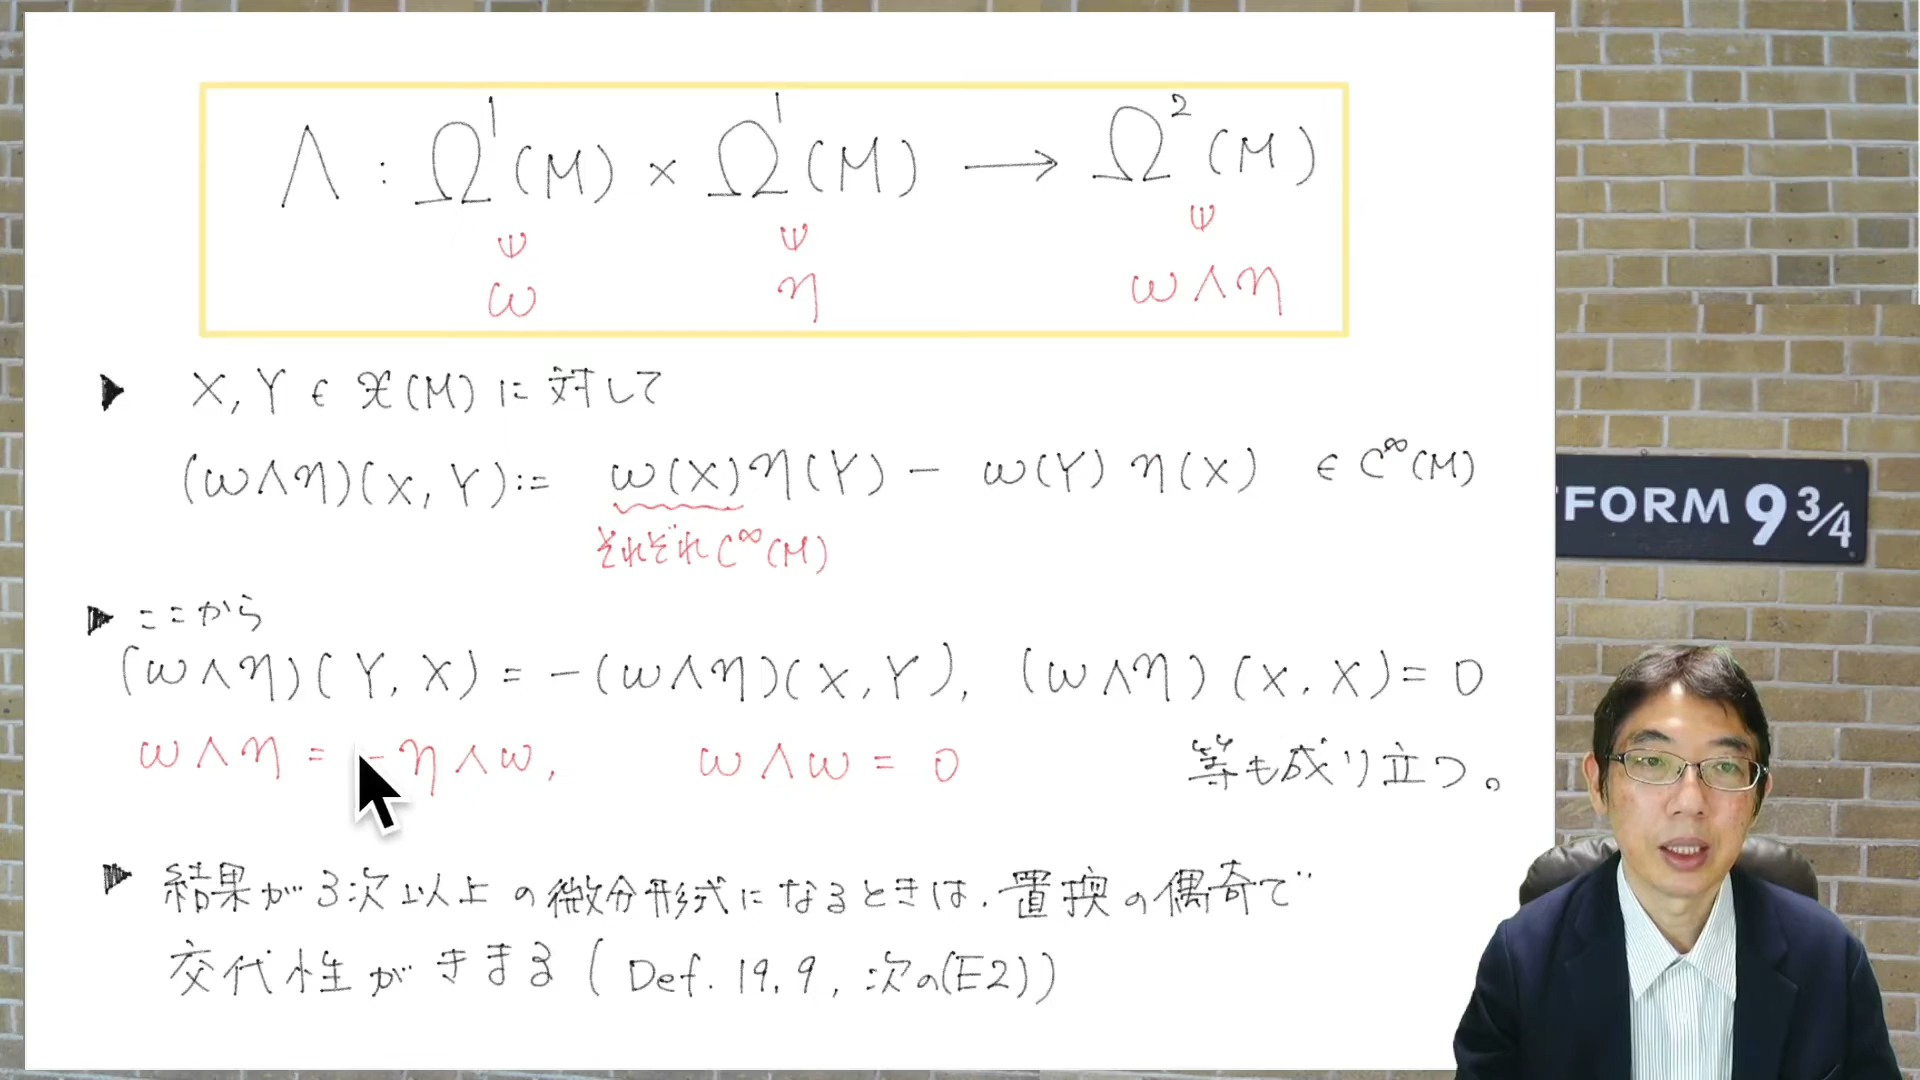 ∧ : Ω¹(M) × Ω¹(M) ⟶ Ω²(M)
Ψ Ψ Ψ
ω η ω∧η
▶ X, Y ∈ 𝔛(M) に対して
(ω∧η)(X, Y) := ω(X)η(Y) − ω(Y)η(X) ∈ C^∞(M)
それぞれ C^∞(M)
▶ ここから
(ω∧η)(Y, X) = −(ω∧η)(X, Y), (ω∧η)(X, X) = 0
ω∧η = −η∧ω, ω∧ω = 0 等も成り立つ。
▶ 結果が3次以上の微分形式になるときは、置換の偶奇で
交代性がきまる (Def. 19.9, 次の(E2))
TFORM 9 3/4